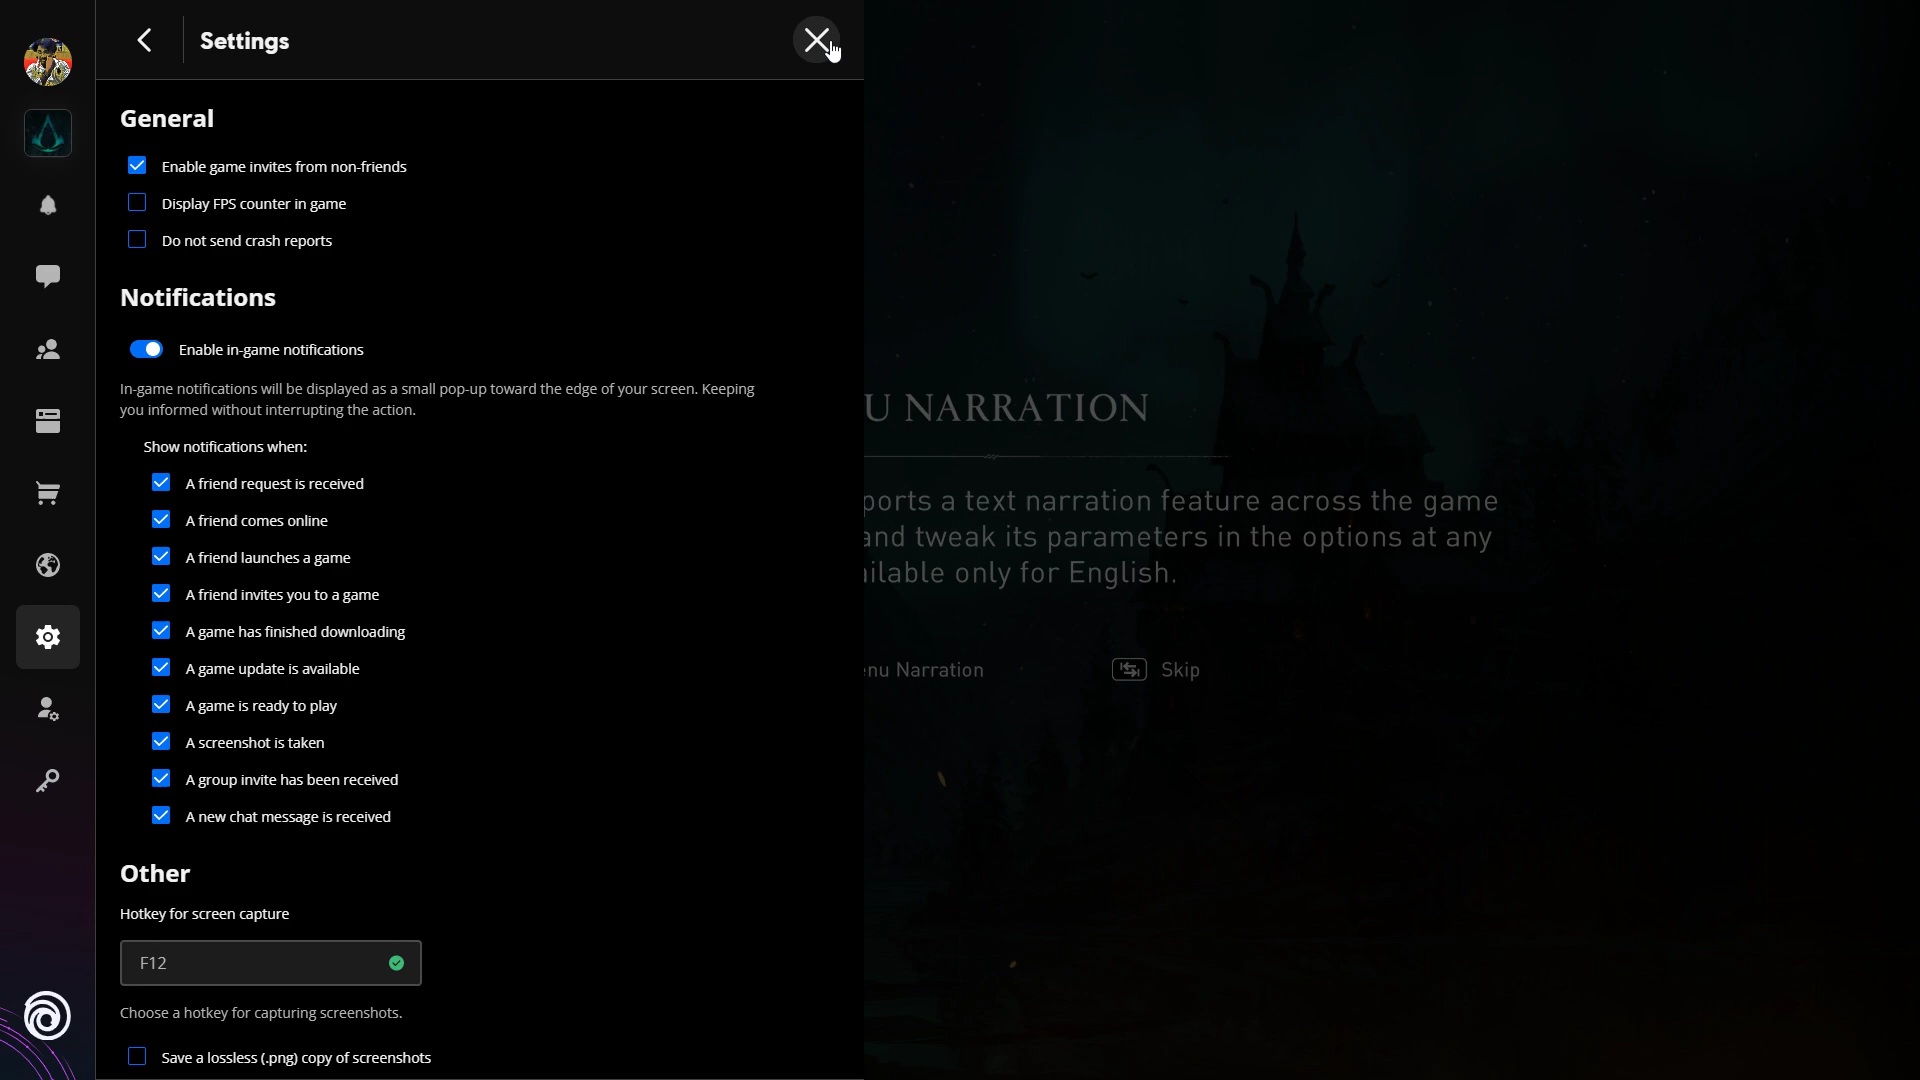 Settings
General
Enable game invites from non-friends
Display FPS counter in game
Do not send crash reports
Notifications
Enable in-game notifications
In-game notifications will be displayed as a small pop-up toward the edge of your screen. Keeping
you informed without interrupting the action.
Show notifications when:
A friend request is received
A friend comes online
A friend launches a game
A friend invites you to a game
A game has finished downloading
A game update is available
A game is ready to play
A screenshot is taken
A group invite has been received
A new chat message is received
Other
Hotkey for screen capture
F12
Choose a hotkey for capturing screenshots.
Save a lossless (.png) copy of screenshots
U NARRATION
ports a text narration feature across the game
and tweak its parameters in the options at any
ilable only for English.
enu Narration
Skip